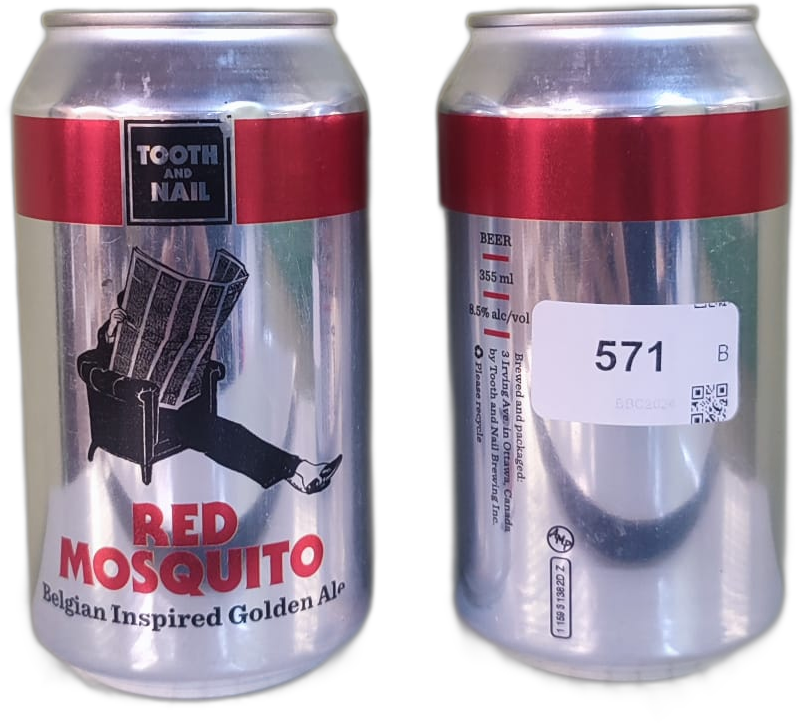 TOOTH
AND
NAIL
RED
MOSQUITO
Belgian Inspired Golden Ale
BEER
355 ml
8.5% alc/vol
Brewed and packaged:
3 Irving Ave. in Ottawa, Canada
by Tooth and Nail Brewing Inc.
Please recycle
571
B